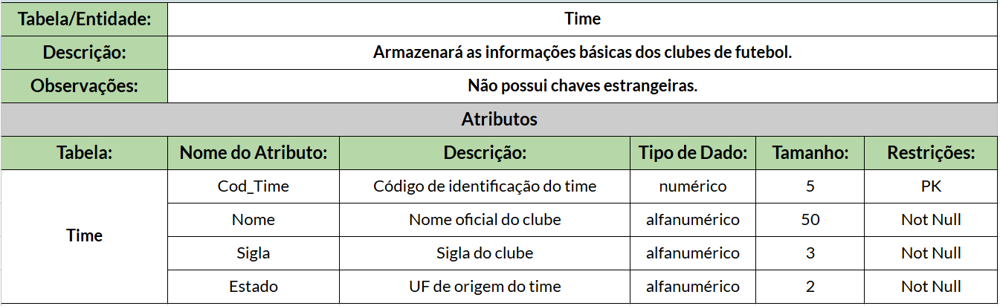 Tabela/Entidade: Time
Descrição: Armazenará as informações básicas dos clubes de futebol.
Observações: Não possui chaves estrangeiras.
Atributos
Tabela: Nome do Atributo: Descrição: Tipo de Dado: Tamanho: Restrições:
Time
Cod_Time Código de identificação do time numérico 5 PK
Nome Nome oficial do clube alfanumérico 50 Not Null
Sigla Sigla do clube alfanumérico 3 Not Null
Estado UF de origem do time alfanumérico 2 Not Null